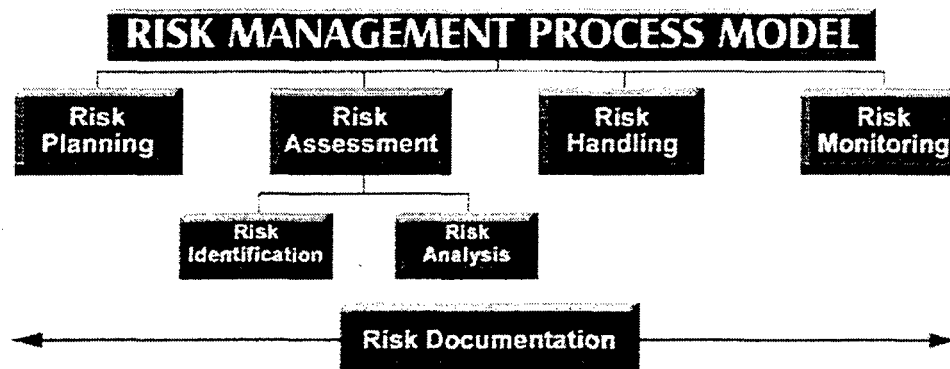 RISK MANAGEMENT PROCESS MODEL
Risk
Planning
Risk
Assessment
Risk
Handling
Risk
Monitoring
Risk
Identification
Risk
Analysis
Risk Documentation